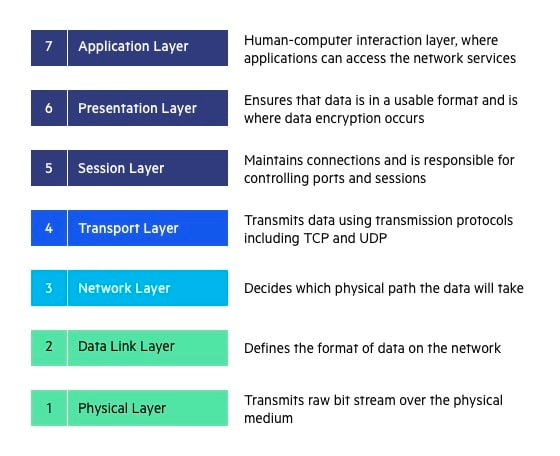 7 Application Layer
Human-computer interaction layer, where
applications can access the network services
6 Presentation Layer
Ensures that data is in a usable format and is
where data encryption occurs
5 Session Layer
Maintains connections and is responsible for
controlling ports and sessions
4 Transport Layer
Transmits data using transmission protocols
including TCP and UDP
3 Network Layer
Decides which physical path the data will take
2 Data Link Layer
Defines the format of data on the network
1 Physical Layer
Transmits raw bit stream over the physical
medium